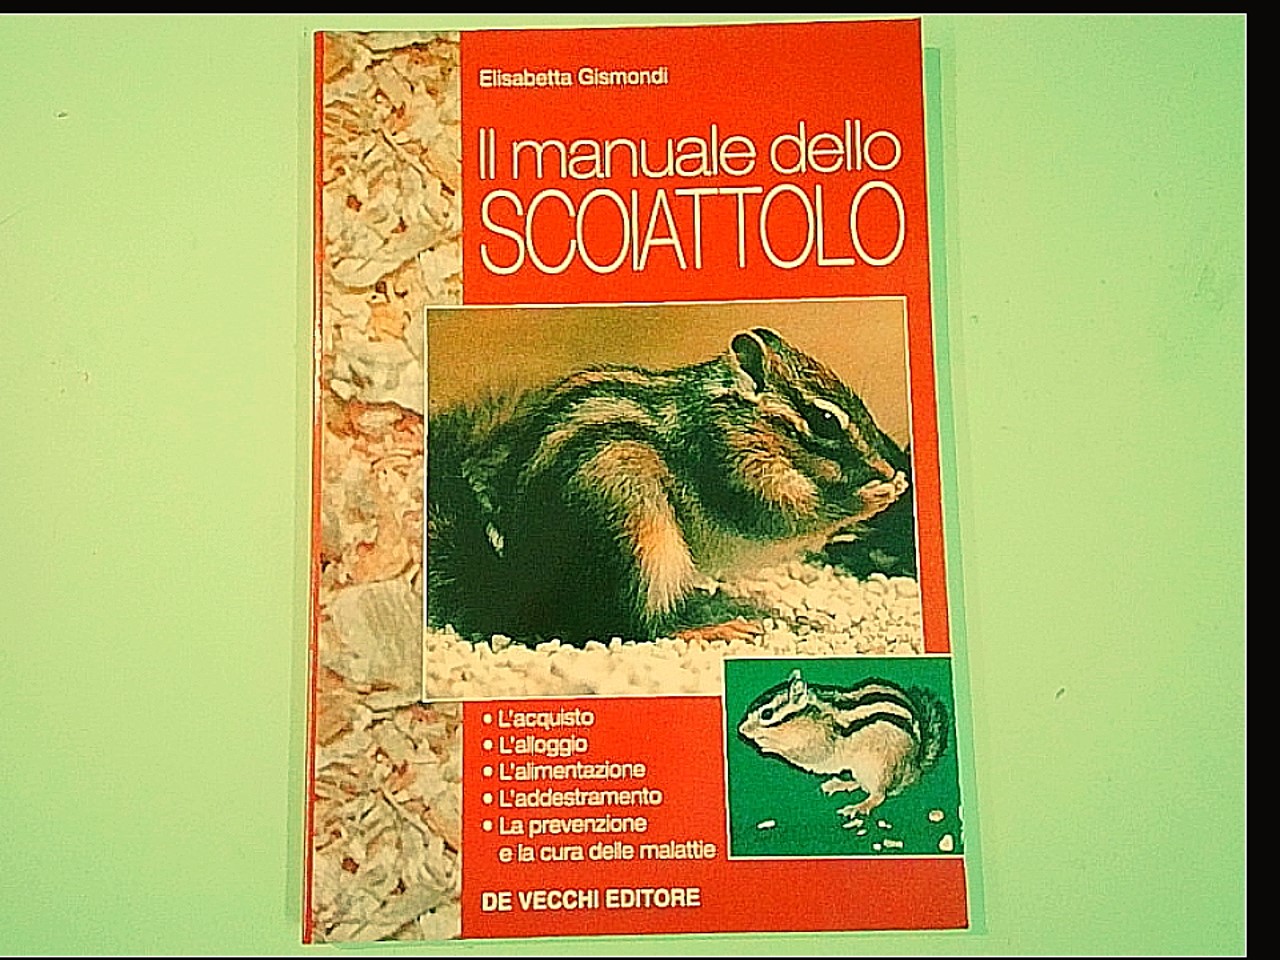 Elisabetta Gismondi
Il manuale dello
SCOIATTOLO
• L'acquisto
• L'alloggio
• L'alimentazione
• L'addestramento
• La prevenzione
e la cura delle malattie
DE VECCHI EDITORE